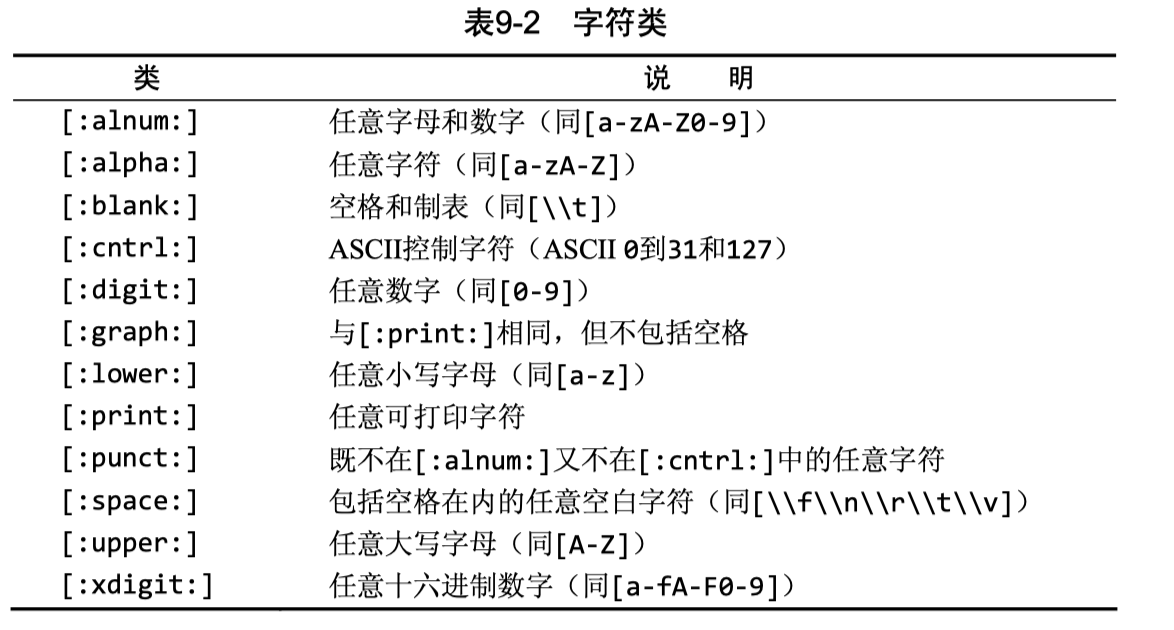 表9-2 字符类
类 说 明
[:alnum:] 任意字母和数字（同[a-zA-Z0-9]）
[:alpha:] 任意字符（同[a-zA-Z]）
[:blank:] 空格和制表（同[\\t]）
[:cntrl:] ASCII控制字符（ASCII 0到31和127）
[:digit:] 任意数字（同[0-9]）
[:graph:] 与[:print:]相同，但不包括空格
[:lower:] 任意小写字母（同[a-z]）
[:print:] 任意可打印字符
[:punct:] 既不在[:alnum:]又不在[:cntrl:]中的任意字符
[:space:] 包括空格在内的任意空白字符（同[\\f\\n\\r\\t\\v]）
[:upper:] 任意大写字母（同[A-Z]）
[:xdigit:] 任意十六进制数字（同[a-fA-F0-9]）